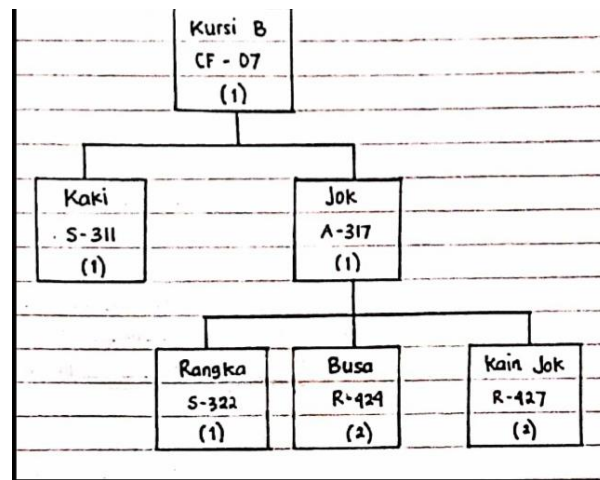 Kursi B
CF - 07
(1)
Kaki
S-311
(1)
Jok
A-317
(1)
Rangka
S-322
(1)
Busa
R-424
(2)
Kain Jok
R-427
(2)